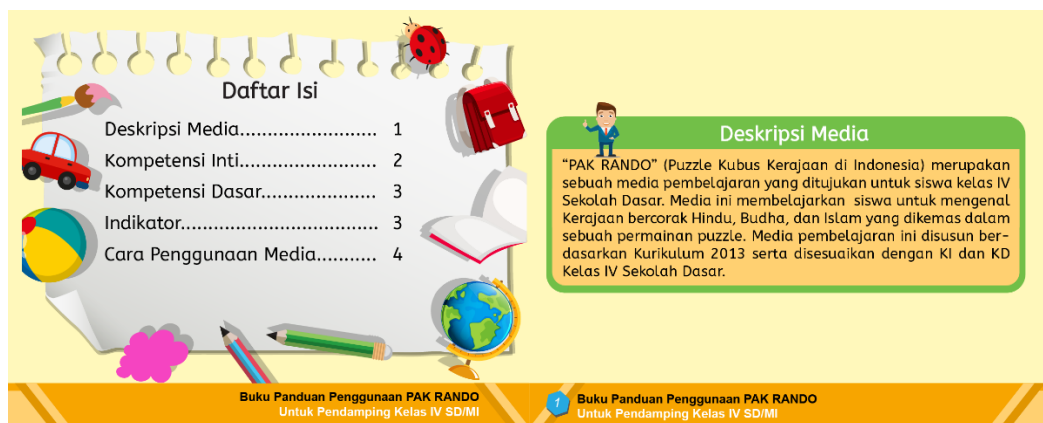 Daftar Isi
Deskripsi Media......................... 1
Kompetensi Inti......................... 2
Kompetensi Dasar..................... 3
Indikator.................................... 3
Cara Penggunaan Media........... 4
Buku Panduan Penggunaan PAK RANDO
Untuk Pendamping Kelas IV SD/MI
Deskripsi Media
“PAK RANDO” (Puzzle Kubus Kerajaan di Indonesia) merupakan
sebuah media pembelajaran yang ditujukan untuk siswa kelas IV
Sekolah Dasar. Media ini membelajarkan siswa untuk mengenal
Kerajaan bercorak Hindu, Budha, dan Islam yang dikemas dalam
sebuah permainan puzzle. Media pembelajaran ini disusun ber-
dasarkan Kurikulum 2013 serta disesuaikan dengan KI dan KD
Kelas IV Sekolah Dasar.
1
Buku Panduan Penggunaan PAK RANDO
Untuk Pendamping Kelas IV SD/MI